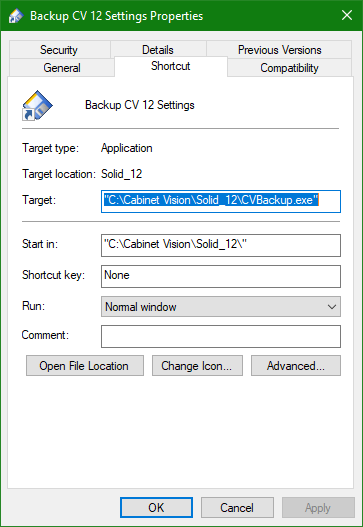 Backup CV 12 Settings Properties
Security Details Previous Versions
General Shortcut Compatibility
Backup CV 12 Settings
Target type: Application
Target location: Solid_12
Target: "C:\Cabinet Vision\Solid_12\CVBackup.exe"
Start in: "C:\Cabinet Vision\Solid_12\"
Shortcut key: None
Run: Normal window
Comment:
Open File Location Change Icon... Advanced...
OK Cancel Apply